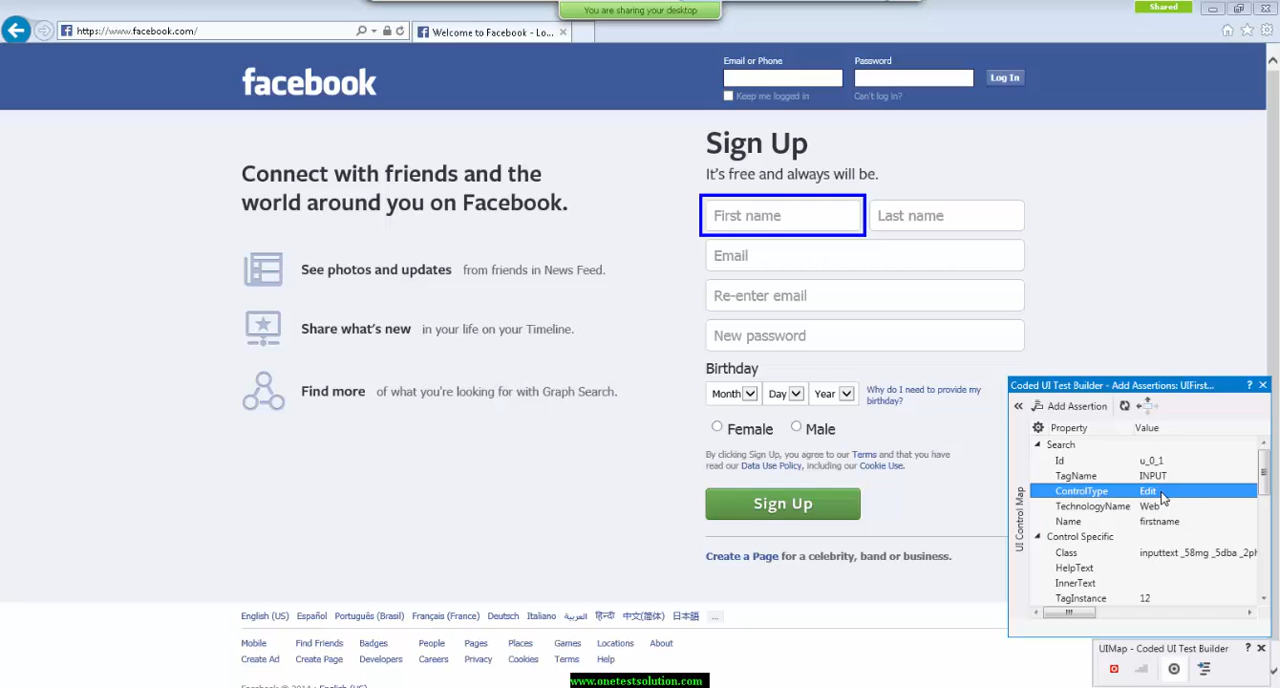 You are sharing your desktop
Shared
https://www.facebook.com/
Welcome to Facebook - Lo...
facebook
Email or Phone
Password
Log In
Keep me logged in
Can't log in?
Connect with friends and the
world around you on Facebook.
See photos and updates from friends in News Feed.
Share what's new in your life on your Timeline.
Find more of what you're looking for with Graph Search.
Sign Up
It's free and always will be.
First name
Last name
Email
Re-enter email
New password
Birthday
Month
Day
Year
Why do I need to provide my
birthday?
Female
Male
By clicking Sign Up, you agree to our Terms and that you have
read our Data Use Policy, including our Cookie Use.
Sign Up
Create a Page for a celebrity, band or business.
Coded UI Test Builder - Add Assertions: UIFirst...
Add Assertion
Property Value
Search
Id u_0_1
TagName INPUT
ControlType Edit
TechnologyName Web
Name firstname
Control Specific
Class inputtext _58mg _5dba _2ph
HelpText
InnerText
TagInstance 12
UI Control Map
UIMap - Coded UI Test Builder
English (US) Español Português (Brasil) Français (France) Deutsch Italiano العربية हिन्दी 中文(简体) 日本語 ...
Mobile Find Friends Badges People Pages Places Games Locations About
Create Ad Create Page Developers Careers Privacy Cookies Terms Help
Facebook © 2014 · English (US)
www.onetestsolution.com